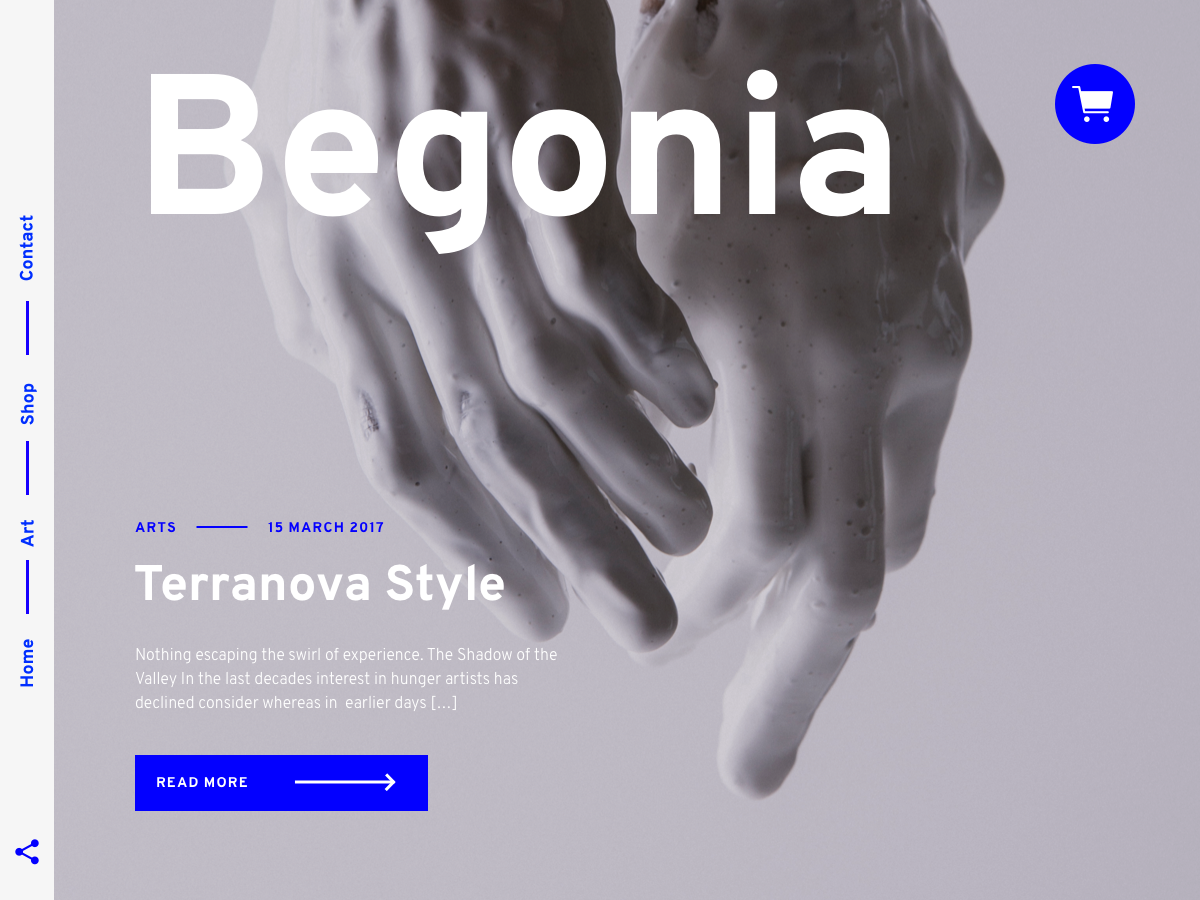 Begonia
Contact
Shop
Art
Home
ARTS 15 MARCH 2017
Terranova Style
Nothing escaping the swirl of experience. The Shadow of the
Valley In the last decades interest in hunger artists has
declined consider whereas in  earlier days [...]
READ MORE